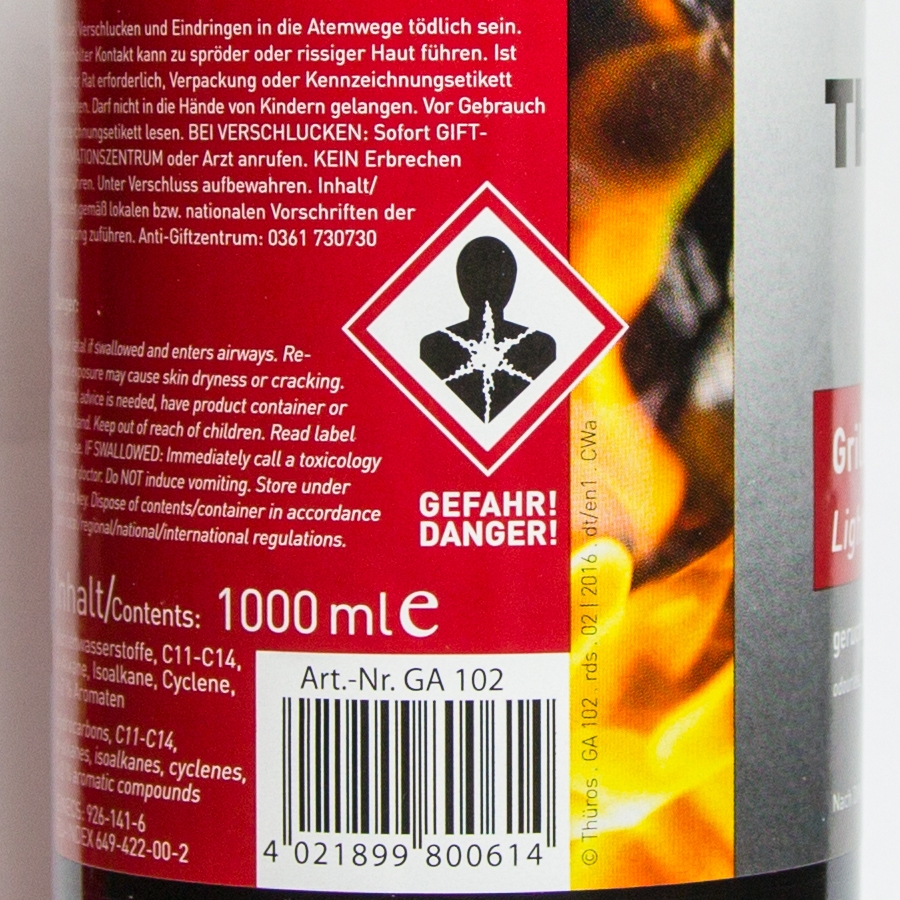 Verschlucken und Eindringen in die Atemwege tödlich sein.
Kontakt kann zu spröder oder rissiger Haut führen. Ist
Rat erforderlich, Verpackung oder Kennzeichnungsetikett
Darf nicht in die Hände von Kindern gelangen. Vor Gebrauch
lesen. BEI VERSCHLUCKEN: Sofort GIFT-
oder Arzt anrufen. KEIN Erbrechen
Unter Verschluss aufbewahren. Inhalt/
gemäß lokalen bzw. nationalen Vorschriften der
zuführen. Anti-Giftzentrum: 0361 730730
if swallowed and enters airways. Re-
may cause skin dryness or cracking.
advice is needed, have product container or
Keep out of reach of children. Read label
IF SWALLOWED: Immediately call a toxicology
Do NOT induce vomiting. Store under
Dispose of contents/container in accordance
regional/national/international regulations.
GEFAHR!
DANGER!
/Contents: 1000 ml e
C11-C14,
Isoalkane, Cyclene,
Aromaten
C11-C14,
isoalkanes, cyclenes,
aromatic compounds
926-141-6
649-422-00-2
Art.-Nr. GA 102
4 021899 800614
© Thüros . GA 102 . rds . 02 | 2016 . dt/en1 . CWa
Nach